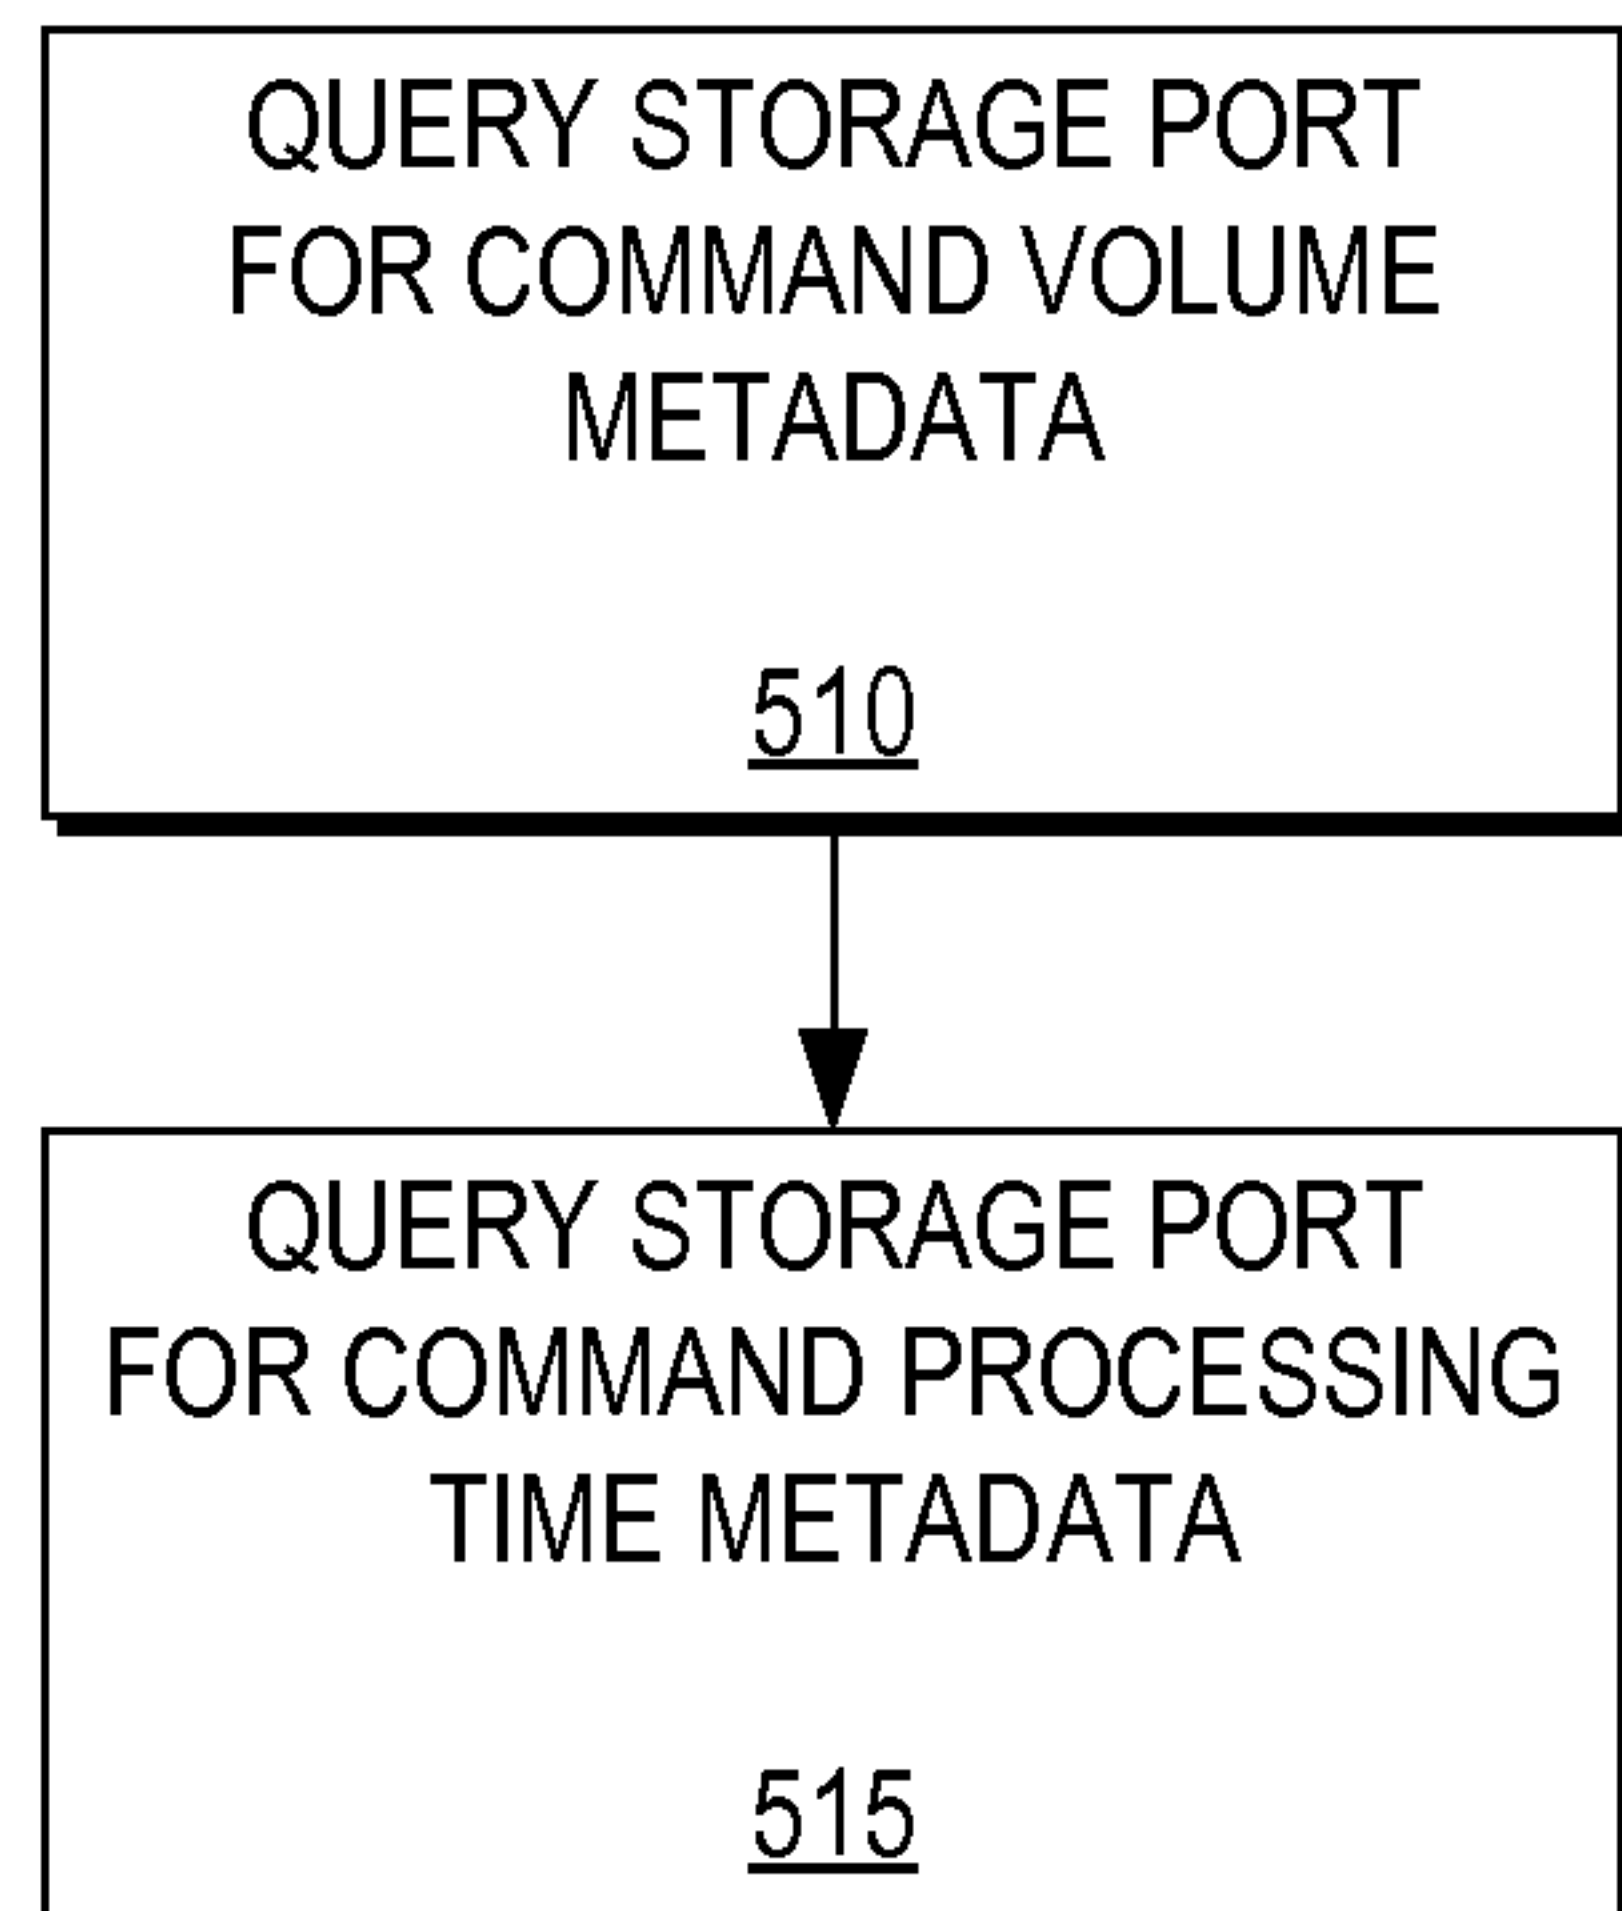 QUERY STORAGE PORT
FOR COMMAND VOLUME
METADATA
510
QUERY STORAGE PORT
FOR COMMAND PROCESSING
TIME METADATA
515